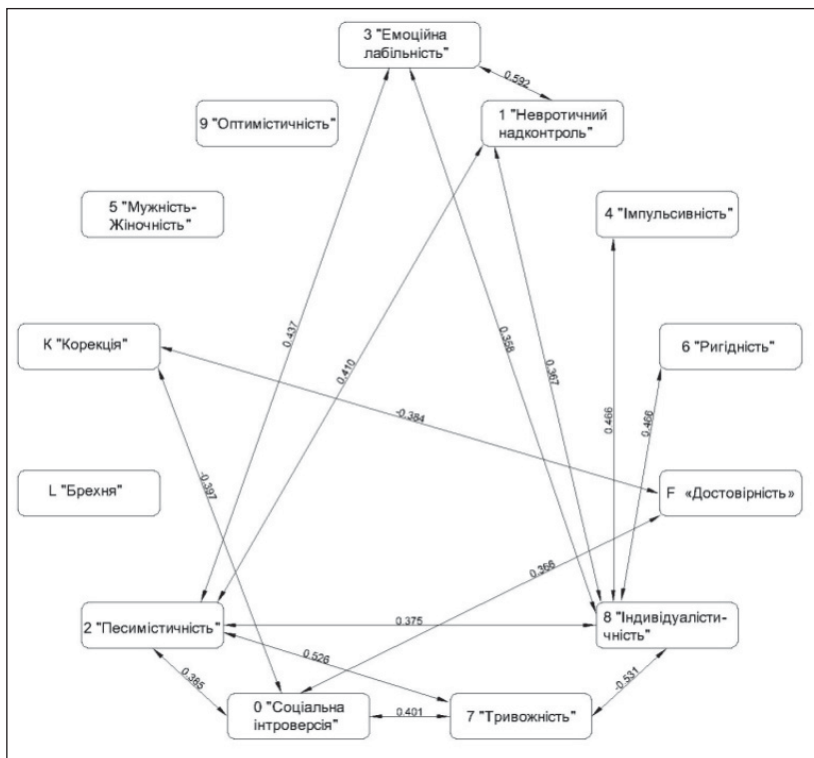 3 "Емоційна
лабільність"
0.592
9 "Оптимістичність"
1 "Невротичний
надконтроль"
5 "Мужність-
Жіночність"
4 "Імпульсивність"
K "Корекція"
0.437
0.410
0.358
0.367
6 "Ригідність"
-0.384
0.466
0.466
L "Брехня"
-0.397
F «Достовірність»
0.366
2 "Песимістичність"
0.375
8 "Індивідуалісти-
чність"
0.526
0.385
-0.531
0 "Соціальна
інтроверсія"
0.401
7 "Тривожність"